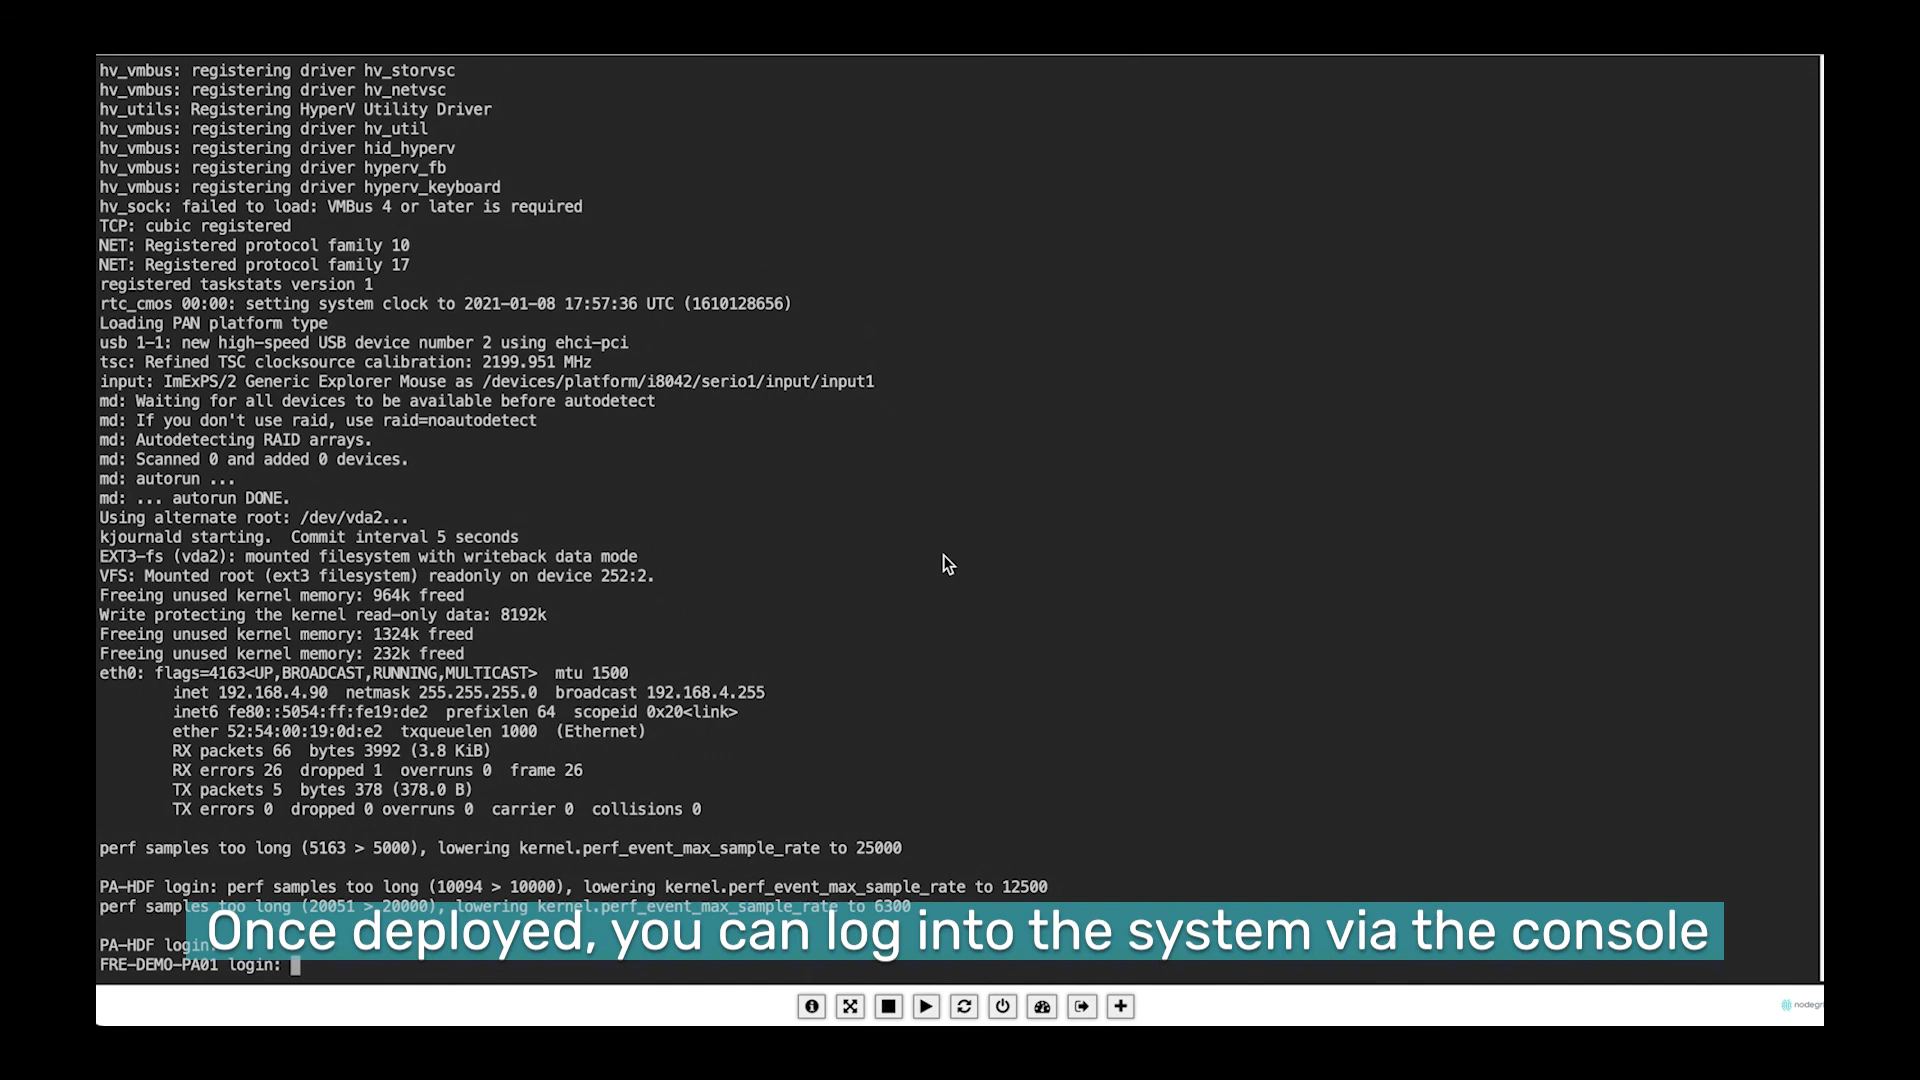 hv_vmbus: registering driver hv_storvsc
hv_vmbus: registering driver hv_netvsc
hv_utils: Registering HyperV Utility Driver
hv_vmbus: registering driver hv_util
hv_vmbus: registering driver hid_hyperv
hv_vmbus: registering driver hyperv_fb
hv_vmbus: registering driver hyperv_keyboard
hv_sock: failed to load: VMBus 4 or later is required
TCP: cubic registered
NET: Registered protocol family 10
NET: Registered protocol family 17
registered taskstats version 1
rtc_cmos 00:00: setting system clock to 2021-01-08 17:57:36 UTC (1610128656)
Loading PAN platform type
usb 1-1: new high-speed USB device number 2 using ehci-pci
tsc: Refined TSC clocksource calibration: 2199.951 MHz
input: ImExPS/2 Generic Explorer Mouse as /devices/platform/i8042/serio1/input/input1
md: Waiting for all devices to be available before autodetect
md: If you don't use raid, use raid=noautodetect
md: Autodetecting RAID arrays.
md: Scanned 0 and added 0 devices.
md: autorun ...
md: ... autorun DONE.
Using alternate root: /dev/vda2...
kjournald starting.  Commit interval 5 seconds
EXT3-fs (vda2): mounted filesystem with writeback data mode
VFS: Mounted root (ext3 filesystem) readonly on device 252:2.
Freeing unused kernel memory: 964k freed
Write protecting the kernel read-only data: 8192k
Freeing unused kernel memory: 1324k freed
Freeing unused kernel memory: 232k freed
eth0: flags=4163<UP,BROADCAST,RUNNING,MULTICAST>  mtu 1500
inet 192.168.4.90  netmask 255.255.255.0  broadcast 192.168.4.255
inet6 fe80::5054:ff:fe19:de2  prefixlen 64  scopeid 0x20<link>
ether 52:54:00:19:0d:e2  txqueuelen 1000  (Ethernet)
RX packets 66  bytes 3992 (3.8 KiB)
RX errors 26  dropped 1  overruns 0  frame 26
TX packets 5  bytes 378 (378.0 B)
TX errors 0  dropped 0 overruns 0  carrier 0  collisions 0
perf samples too long (5163 > 5000), lowering kernel.perf_event_max_sample_rate to 25000
PA-HDF login: perf samples too long (10094 > 10000), lowering kernel.perf_event_max_sample_rate to 12500
perf samples too long (20051 > 20000), lowering kernel.perf_event_max_sample_rate to 6300
Once deployed, you can log into the system via the console
PA-HDF login:
FRE-DEMO-PA01 login:
nodegri